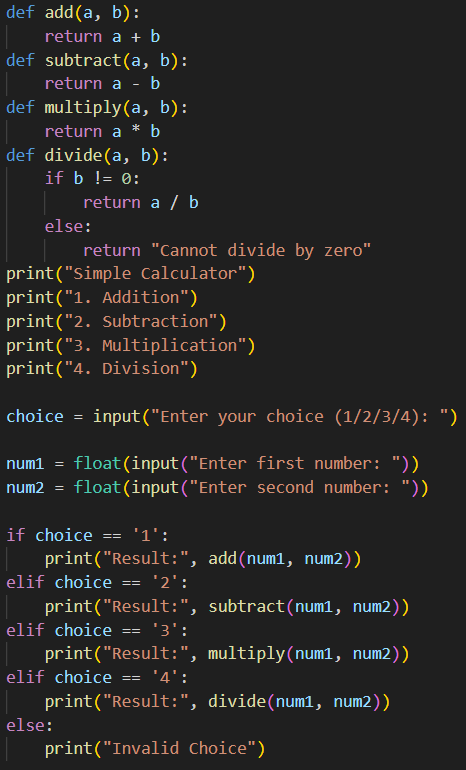 def add(a, b):
    return a + b
def subtract(a, b):
    return a - b
def multiply(a, b):
    return a * b
def divide(a, b):
    if b != 0:
        return a / b
    else:
        return "Cannot divide by zero"
print("Simple Calculator")
print("1. Addition")
print("2. Subtraction")
print("3. Multiplication")
print("4. Division")

choice = input("Enter your choice (1/2/3/4): ")

num1 = float(input("Enter first number: "))
num2 = float(input("Enter second number: "))

if choice == '1':
    print("Result:", add(num1, num2))
elif choice == '2':
    print("Result:", subtract(num1, num2))
elif choice == '3':
    print("Result:", multiply(num1, num2))
elif choice == '4':
    print("Result:", divide(num1, num2))
else:
    print("Invalid Choice")